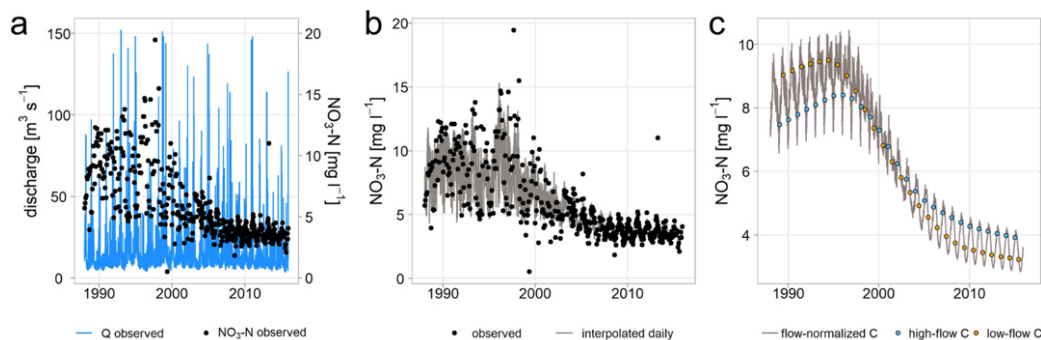 a
discharge [m³ s⁻¹]
150
100
50
0
20
15
10
5
0
NO₃-N [mg l⁻¹]
1990 2000 2010
Q observed NO₃-N observed
b
NO₃-N [mg l⁻¹]
20
15
10
5
0
1990 2000 2010
observed interpolated daily
c
NO₃-N [mg l⁻¹]
10
8
6
4
1990 2000 2010
flow-normalized C high-flow C low-flow C